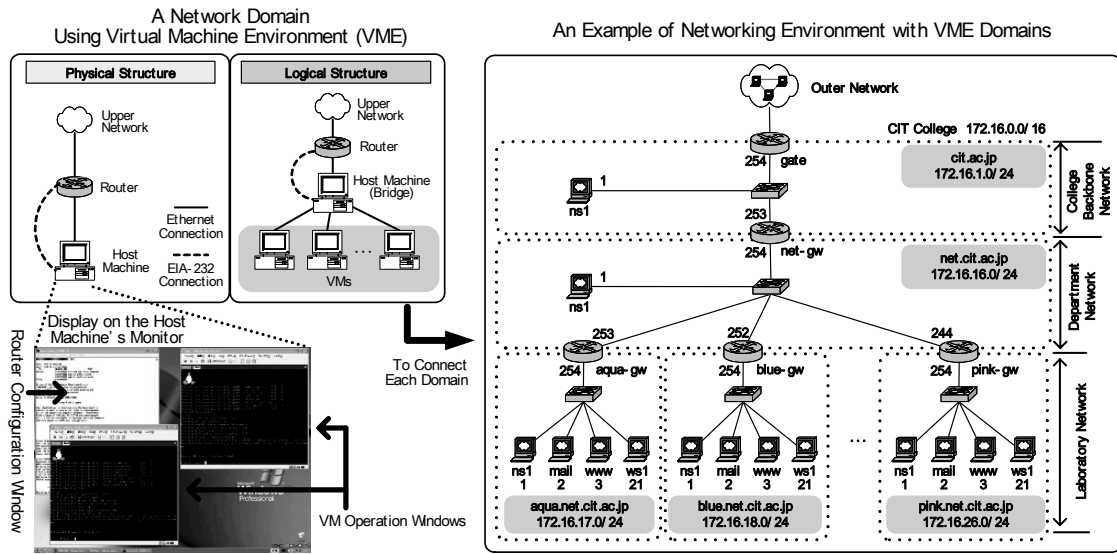 A Network Domain
Using Virtual Machine Environment (VME)
Physical Structure
Upper
Network
Router
Host
Machine
Ethernet
Connection
EIA-232
Connection
Logical Structure
Upper
Network
Router
Host Machine
(Bridge)
...
VMs
Display on the Host
Machine's Monitor
Router Configuration Window
Microsoft
Windows
Professional
VM Operation Windows
To Connect
Each Domain
An Example of Networking Environment with VME Domains
Outer Network
CIT College 172.16.0.0/ 16
254
gate
cit.ac.jp
172.16.1.0/ 24
1
ns1
253
College
Backbone
Network
254
net-gw
net.cit.ac.jp
172.16.16.0/ 24
1
ns1
Department
Network
253
252
244
254
aqua-gw
254
blue-gw
254
pink-gw
...
ns1 mail www ws1
1 2 3 21
aqua.net.cit.ac.jp
172.16.17.0/ 24
ns1 mail www ws1
1 2 3 21
blue.net.cit.ac.jp
172.16.18.0/ 24
ns1 mail www ws1
1 2 3 21
pink.net.cit.ac.jp
172.16.26.0/ 24
Laboratory Network